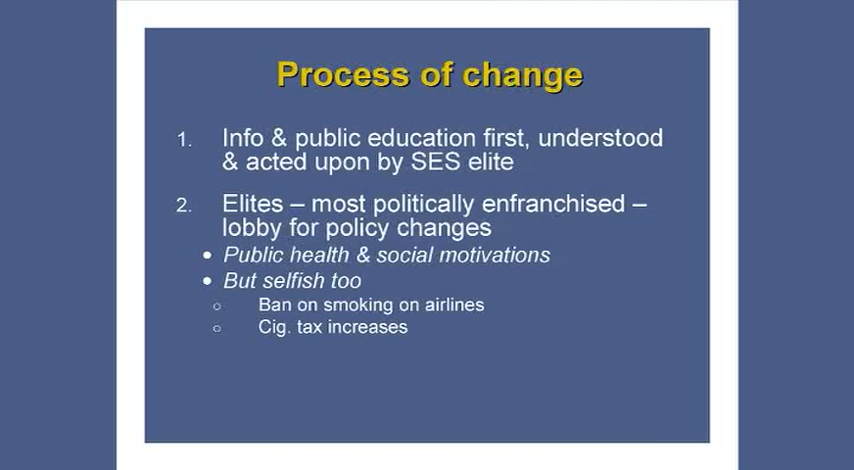 Process of change
1. Info & public education first, understood
& acted upon by SES elite
2. Elites – most politically enfranchised –
lobby for policy changes
• Public health & social motivations
• But selfish too
○ Ban on smoking on airlines
○ Cig. tax increases